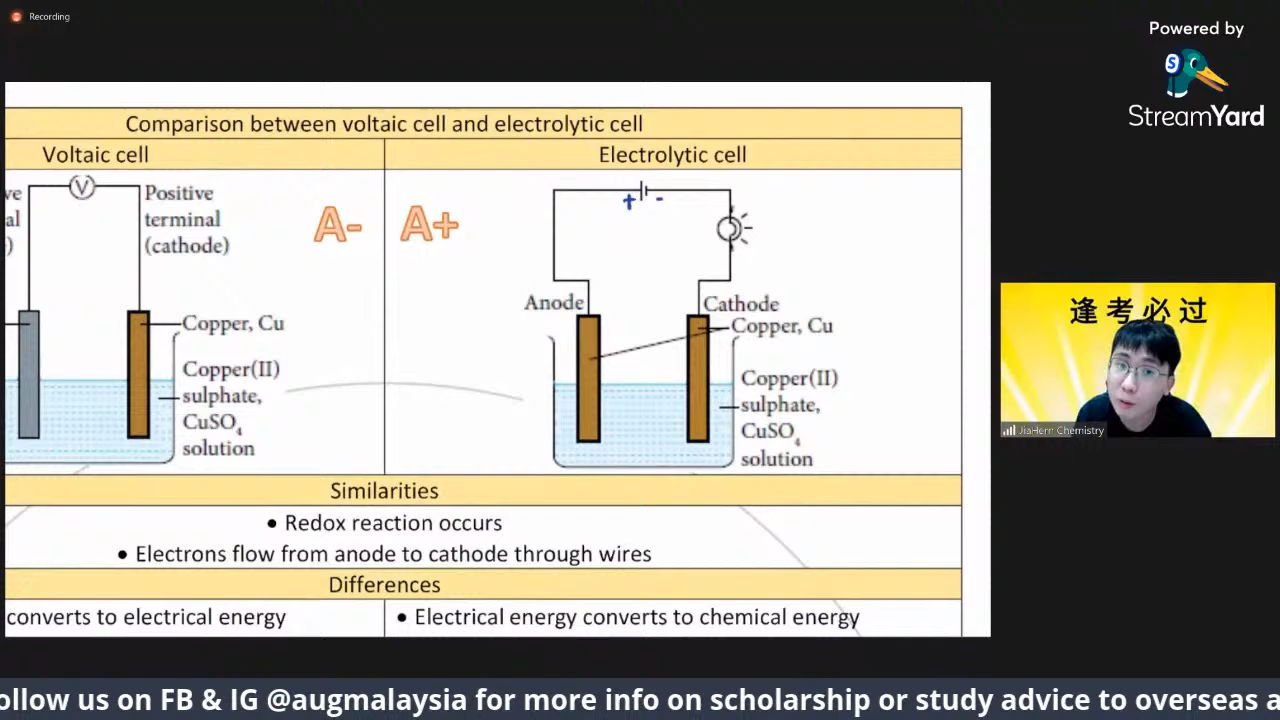 Recording
Powered by
S
StreamYard
Comparison between voltaic cell and electrolytic cell
Voltaic cell
Electrolytic cell
ve
al
)
V
Positive
terminal
(cathode)
A-
A+
+ -
Anode
Cathode
Copper, Cu
Copper, Cu
Copper(II)
sulphate,
CuSO4
solution
Copper(II)
sulphate,
CuSO4
solution
Similarities
• Redox reaction occurs
• Electrons flow from anode to cathode through wires
Differences
converts to electrical energy
• Electrical energy converts to chemical energy
逢考必过
JiaHern Chemistry
ollow us on FB & IG @augmalaysia for more info on scholarship or study advice to overseas a